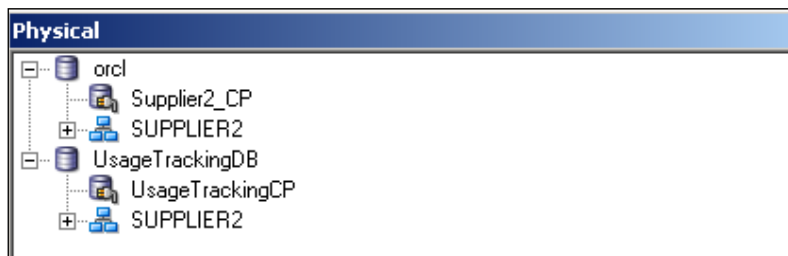 Physical
orcl
Supplier2_CP
SUPPLIER2
UsageTrackingDB
UsageTrackingCP
SUPPLIER2